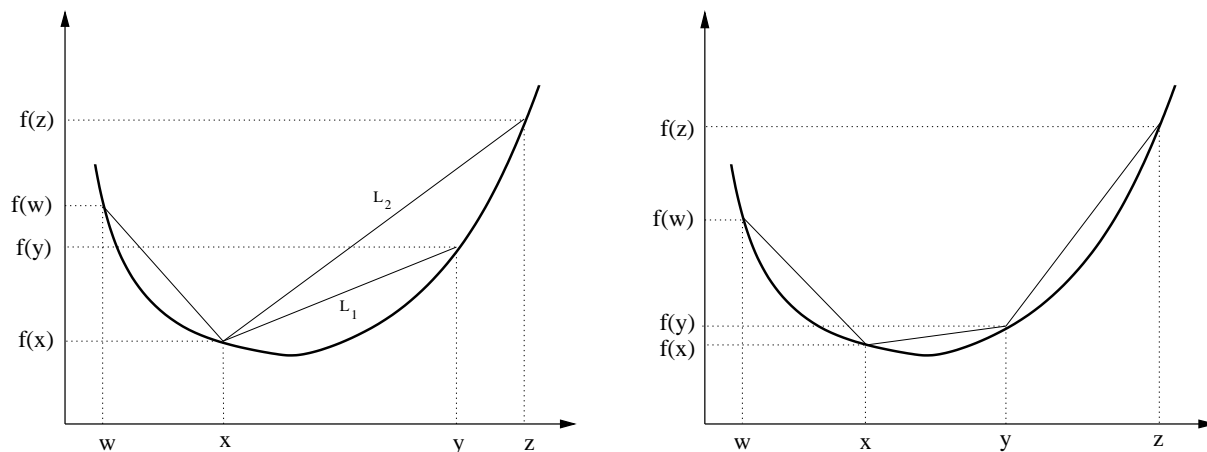 f(z)
f(w)
f(y)
f(x)
L2
L1
w x y z
f(z)
f(w)
f(y)
f(x)
w x y z